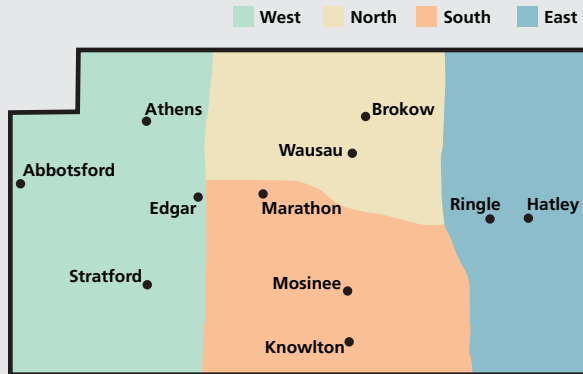 West North South East
Athens
Brokow
Wausau
Abbotsford
Edgar
Marathon
Ringle
Hatley
Stratford
Mosinee
Knowlton